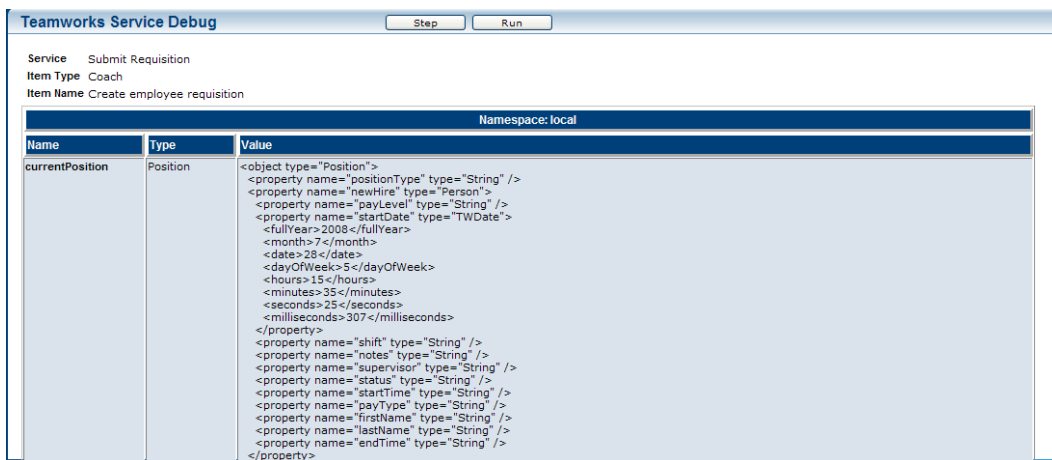 Teamworks Service Debug
Step
Run
Service Submit Requisition
Item Type Coach
Item Name Create employee requisition
Namespace: local
Name Type Value
currentPosition Position <object type="Position">
<property name="positionType" type="String" />
<property name="newHire" type="Person">
<property name="payLevel" type="String" />
<property name="startDate" type="TWDate">
<fullYear>2008</fullYear>
<month>7</month>
<date>28</date>
<dayOfWeek>5</dayOfWeek>
<hours>15</hours>
<minutes>35</minutes>
<seconds>25</seconds>
<milliseconds>307</milliseconds>
</property>
<property name="shift" type="String" />
<property name="notes" type="String" />
<property name="supervisor" type="String" />
<property name="status" type="String" />
<property name="startTime" type="String" />
<property name="payType" type="String" />
<property name="firstName" type="String" />
<property name="lastName" type="String" />
<property name="endTime" type="String" />
</property>